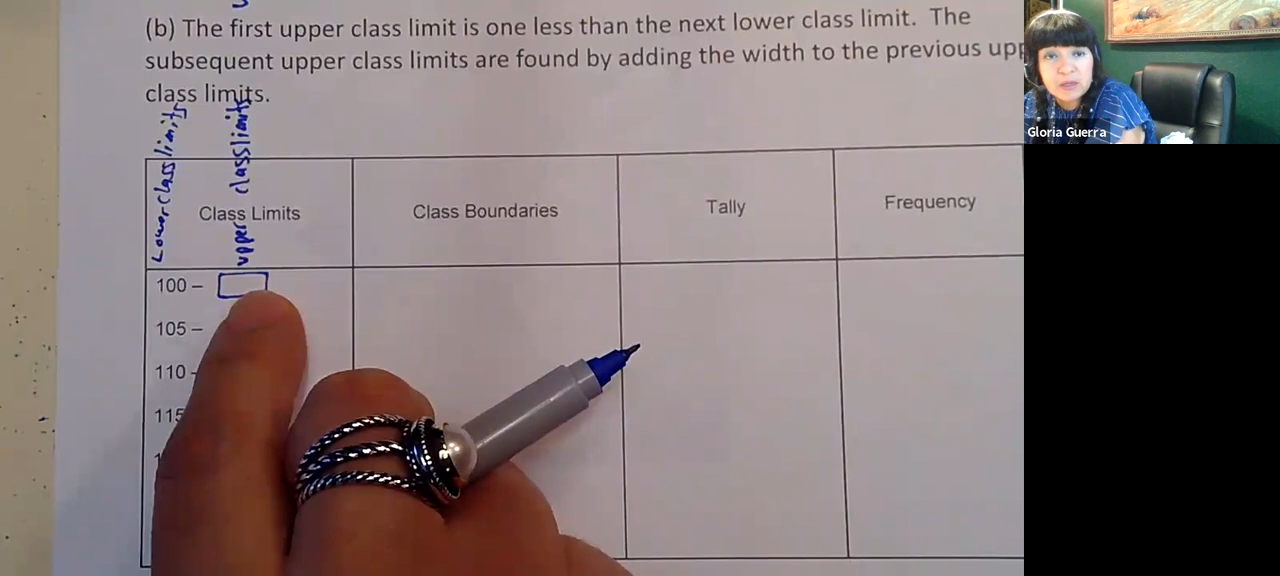 (b) The first upper class limit is one less than the next lower class limit. The
subsequent upper class limits are found by adding the width to the previous
class limits.
Lower class limits
upper class limits
Class Limits
Class Boundaries
Tally
Frequency
100 –
105 –
110 -
115
Gloria Guerra